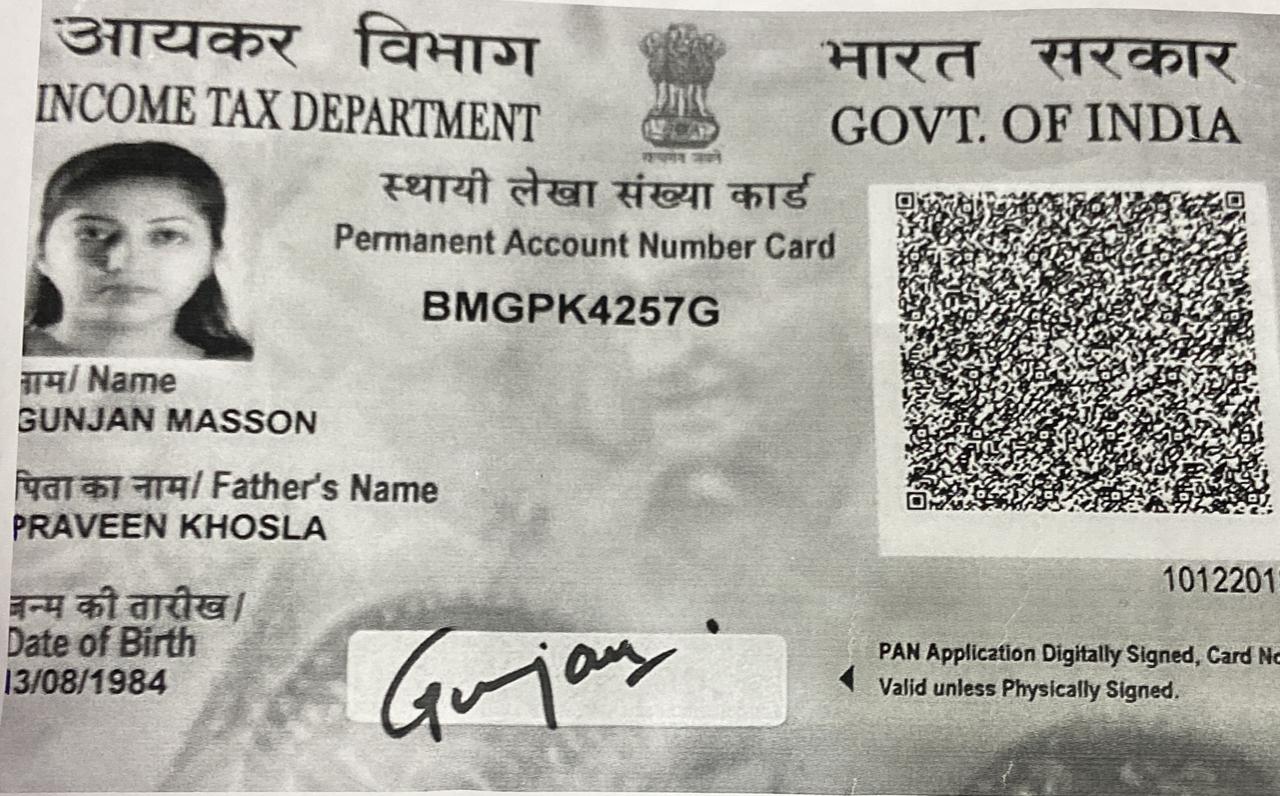 आयकर विभाग
INCOME TAX DEPARTMENT
भारत सरकार
GOVT. OF INDIA
सत्यमेव जयते
स्थायी लेखा संख्या कार्ड
Permanent Account Number Card
BMGPK4257G
नाम/ Name
GUNJAN MASSON
पिता का नाम/ Father's Name
PRAVEEN KHOSLA
जन्म की तारीख/
Date of Birth
13/08/1984
Gunjan
1012201
PAN Application Digitally Signed, Card No
Valid unless Physically Signed.